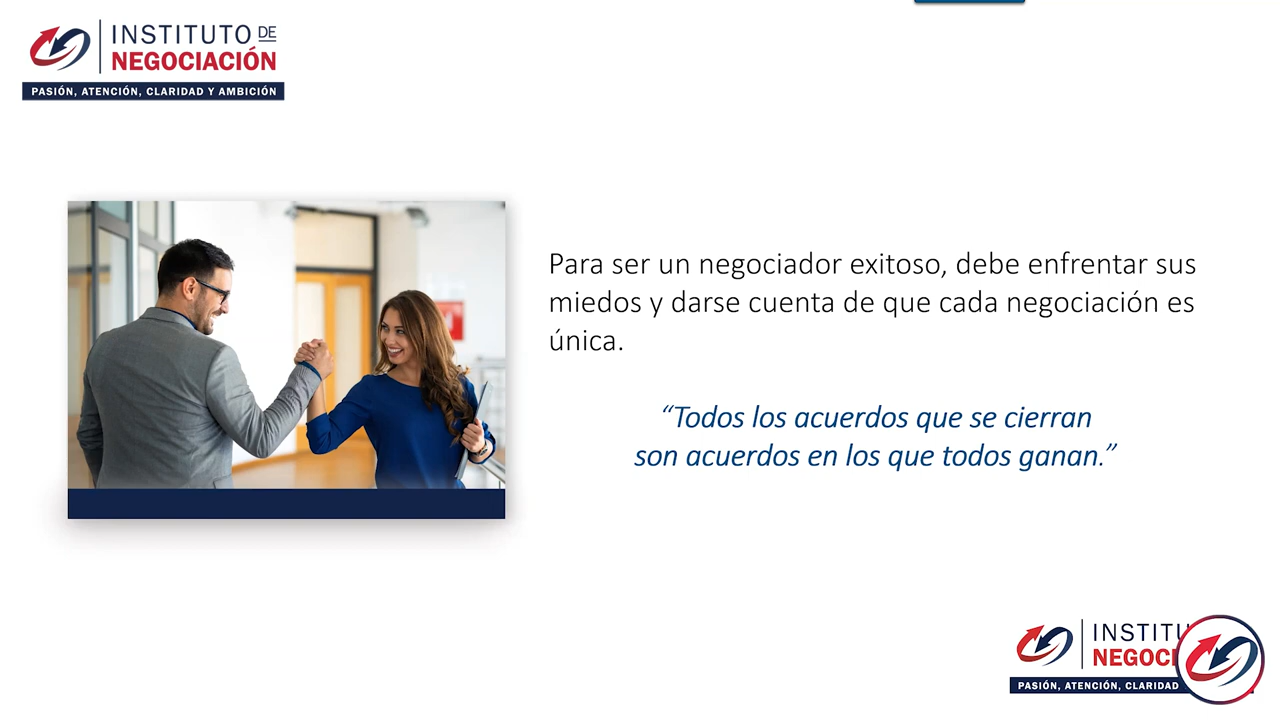 INSTITUTO DE
NEGOCIACIÓN
PASIÓN, ATENCIÓN, CLARIDAD Y AMBICIÓN
Para ser un negociador exitoso, debe enfrentar sus
miedos y darse cuenta de que cada negociación es
única.
“Todos los acuerdos que se cierran
son acuerdos en los que todos ganan.”
INSTITU
NEGOCI
PASIÓN, ATENCIÓN, CLARIDAD